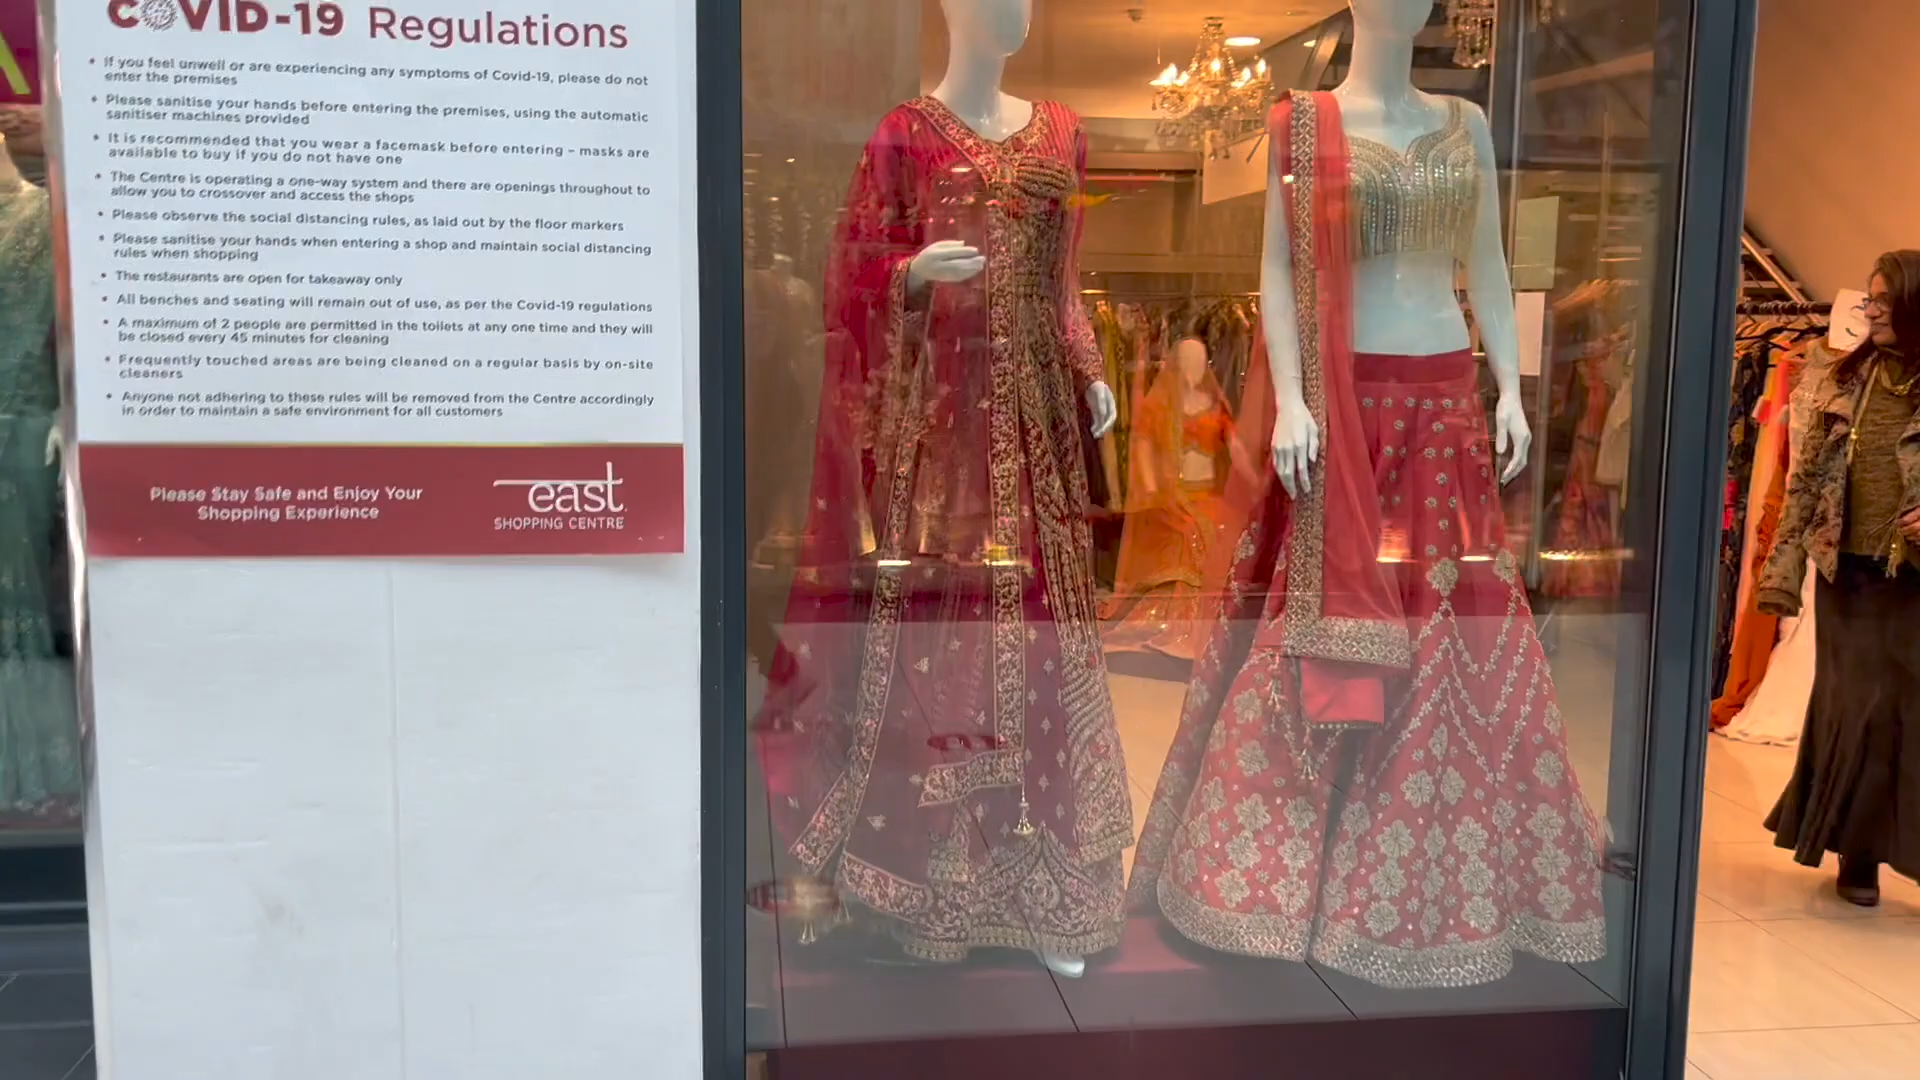 COVID-19 Regulations
• If you feel unwell or are experiencing any symptoms of Covid-19, please do not
enter the premises
• Please sanitise your hands before entering the premises, using the automatic
sanitiser machines provided
• It is recommended that you wear a facemask before entering – masks are
available to buy if you do not have one
• The Centre is operating a one-way system and there are openings throughout to
allow you to crossover and access the shops
• Please observe the social distancing rules, as laid out by the floor markers
• Please sanitise your hands when entering a shop and maintain social distancing
rules when shopping
• The restaurants are open for takeaway only
• All benches and seating will remain out of use, as per the Covid-19 regulations
• A maximum of 2 people are permitted in the toilets at any one time and they will
be closed every 45 minutes for cleaning
• Frequently touched areas are being cleaned on a regular basis by on-site
cleaners
• Anyone not adhering to these rules will be removed from the Centre accordingly
in order to maintain a safe environment for all customers
Please Stay Safe and Enjoy Your
Shopping Experience
east
SHOPPING CENTRE